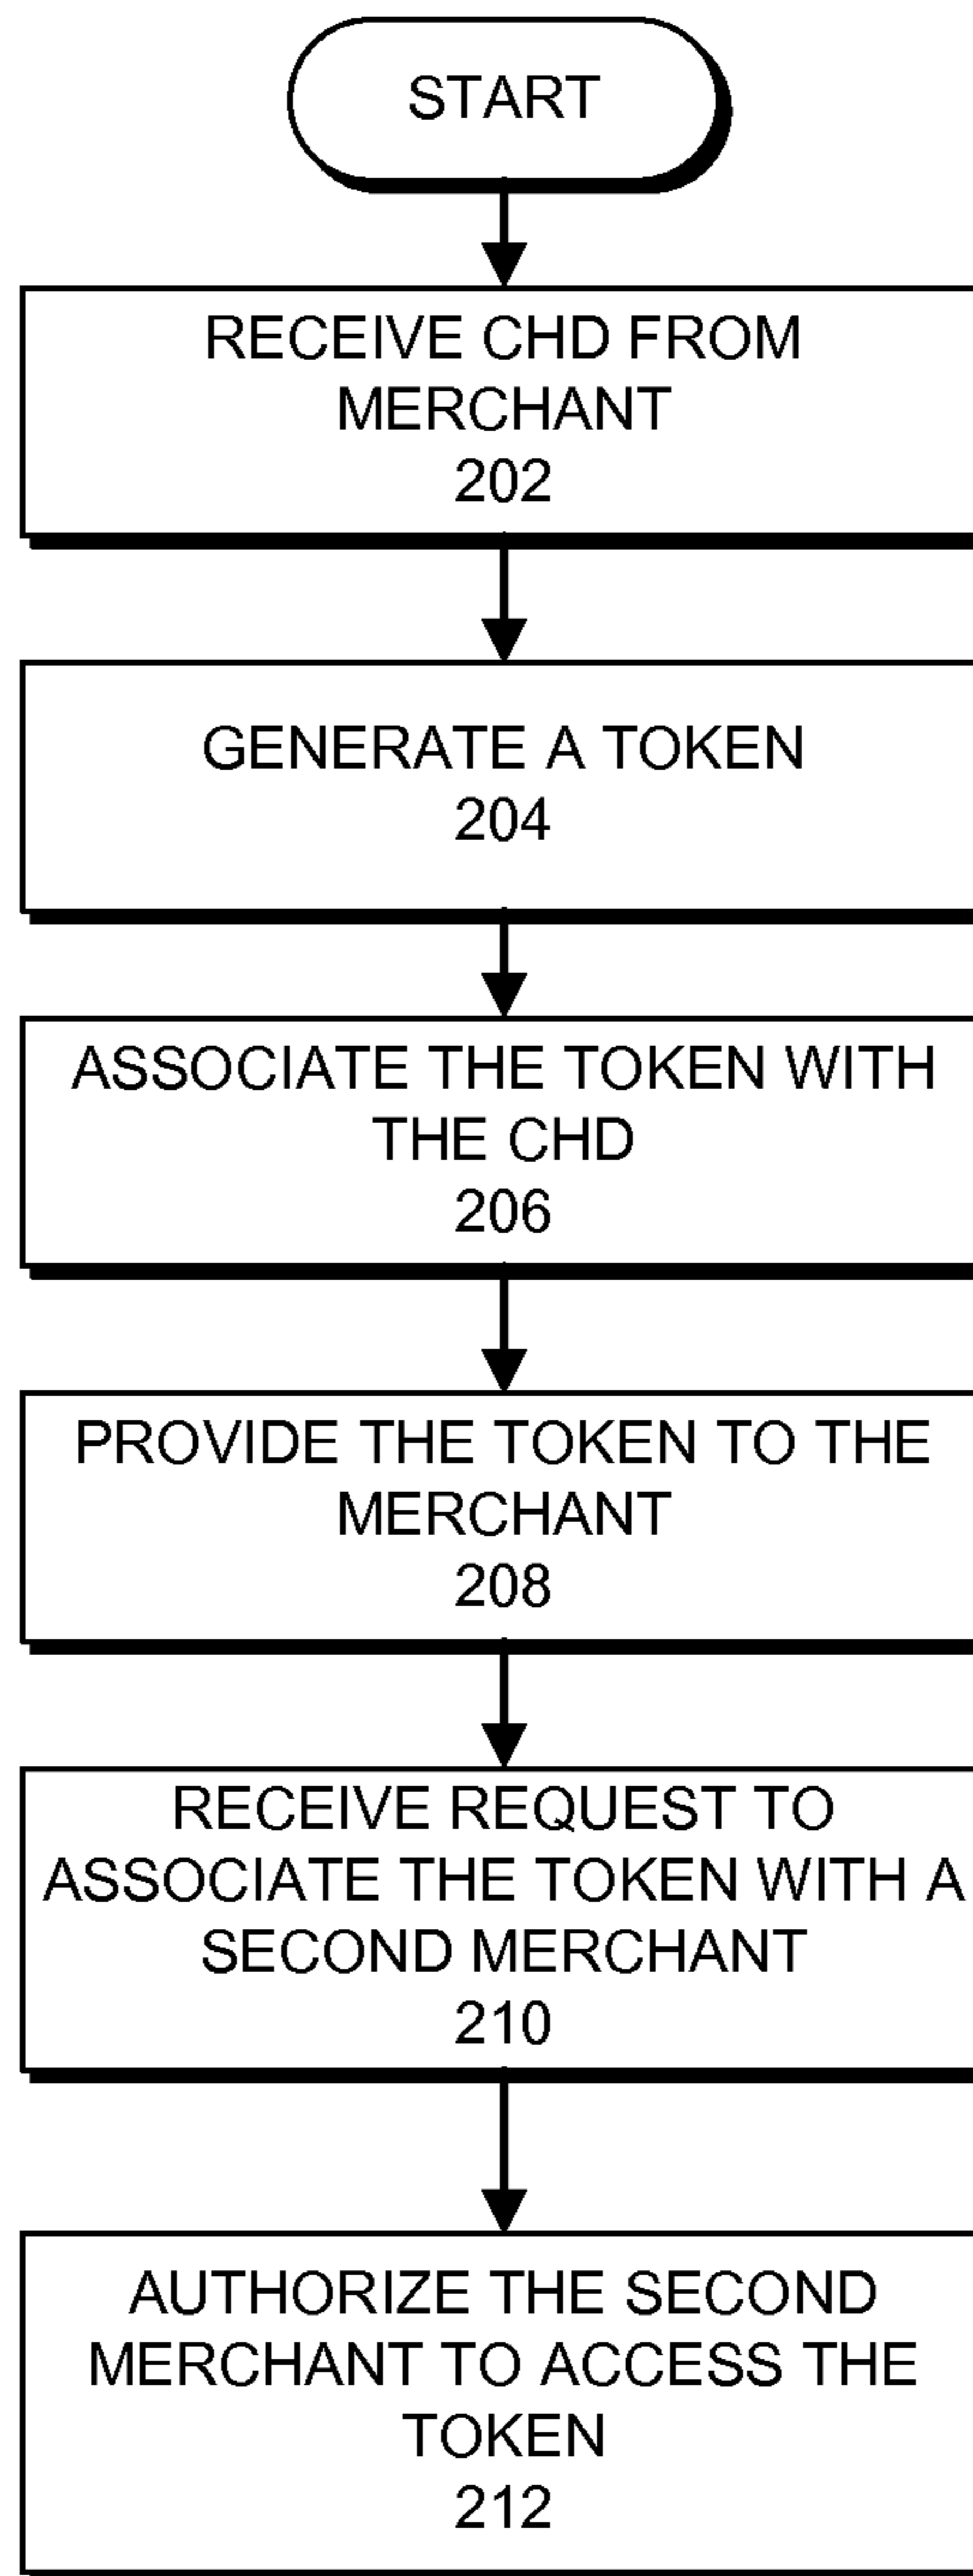 START
RECEIVE CHD FROM
MERCHANT
202
GENERATE A TOKEN
204
ASSOCIATE THE TOKEN WITH
THE CHD
206
PROVIDE THE TOKEN TO THE
MERCHANT
208
RECEIVE REQUEST TO
ASSOCIATE THE TOKEN WITH A
SECOND MERCHANT
210
AUTHORIZE THE SECOND
MERCHANT TO ACCESS THE
TOKEN
212